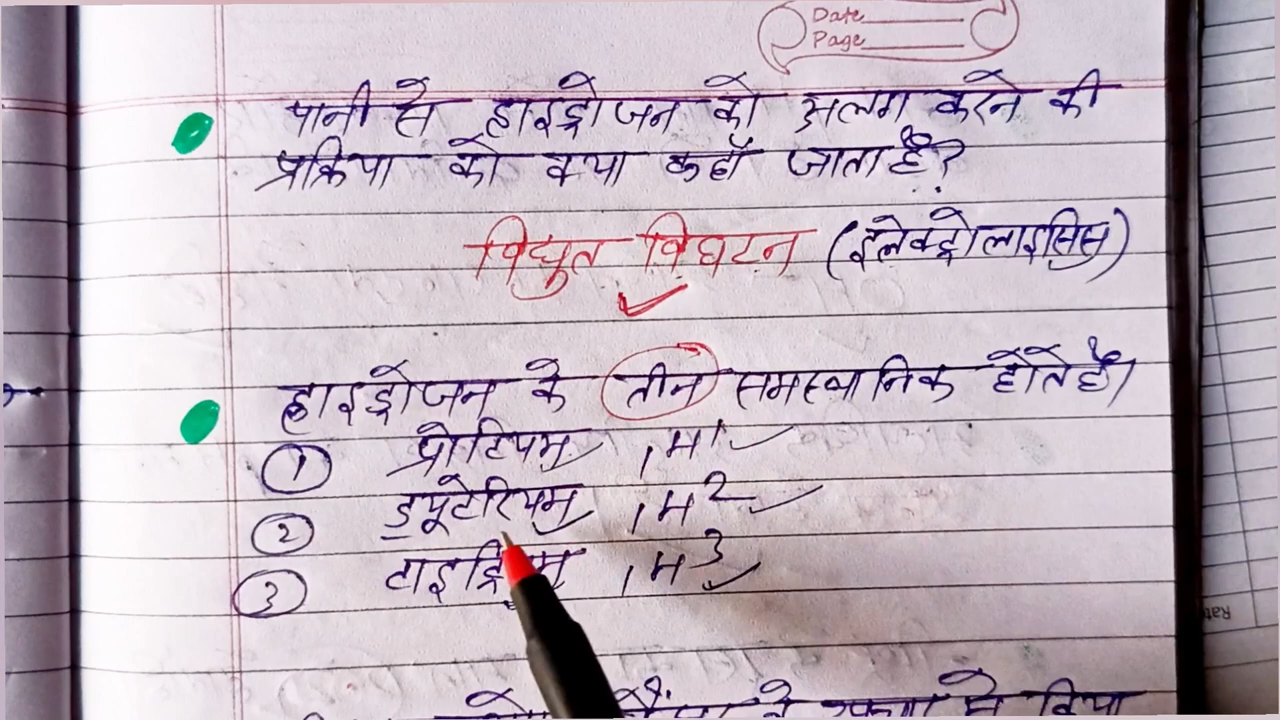 Date
Page
पानी से हाइड्रोजन को अलग करने की
प्रक्रिया को क्या कहाँ जाता है?
विद्युत विघटन (ईलेक्ट्रोलाइसिस)
हाइड्रोजन के तीन समस्थानिक होते है।
① प्रोटियम ₁H¹
② ड्यूटेरियम ₁H²
③ टाइट्रियम ₁H³